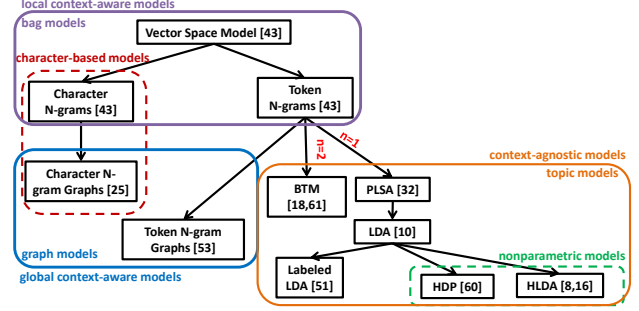 local context-aware models
bag models
Vector Space Model [43]
character-based models
Character
N-grams [43]
Token
N-grams [43]
n=2
n=1
context-agnostic models
topic models
Character N-
gram Graphs [25]
BTM
[18,61]
PLSA [32]
Token N-gram
Graphs [53]
LDA [10]
graph models
global context-aware models
nonparametric models
Labeled
LDA [51]
HDP [60]
HLDA [8,16]